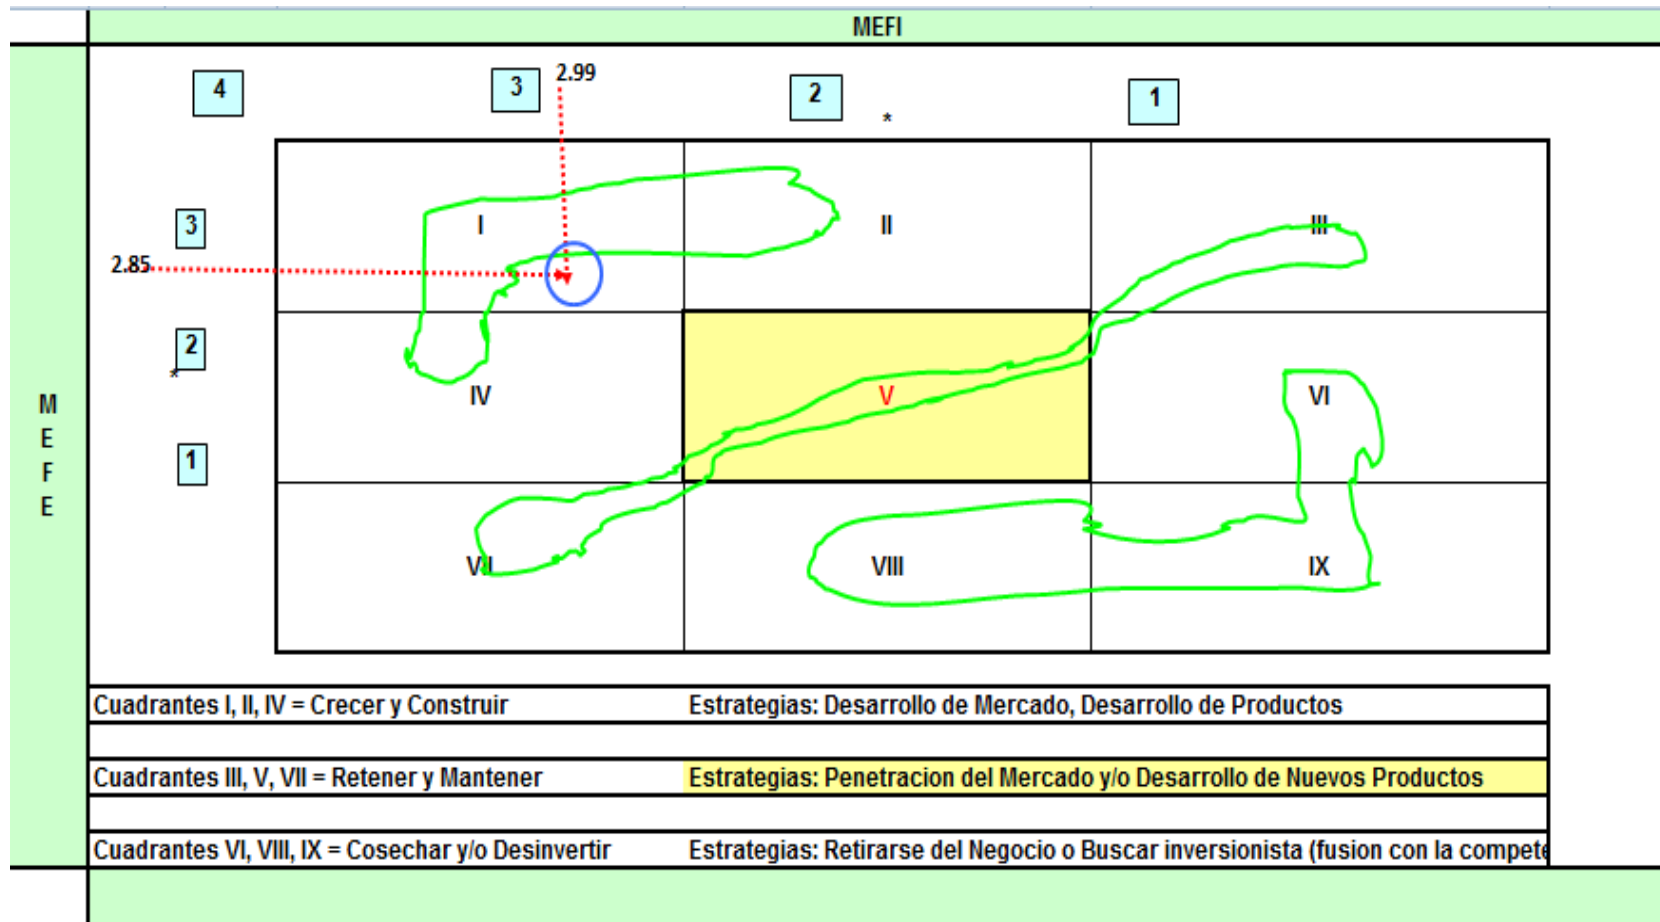 MEFI
4 3 2.99 2 1
*
I II III
3
2.85
2
*
IV V VI
M
E
F
E
1
VII VIII IX
Cuadrantes I, II, IV = Crecer y Construir Estrategias: Desarrollo de Mercado, Desarrollo de Productos
Cuadrantes III, V, VII = Retener y Mantener Estrategias: Penetracion del Mercado y/o Desarrollo de Nuevos Productos
Cuadrantes VI, VIII, IX = Cosechar y/o Desinvertir Estrategias: Retirarse del Negocio o Buscar inversionista (fusion con la compete